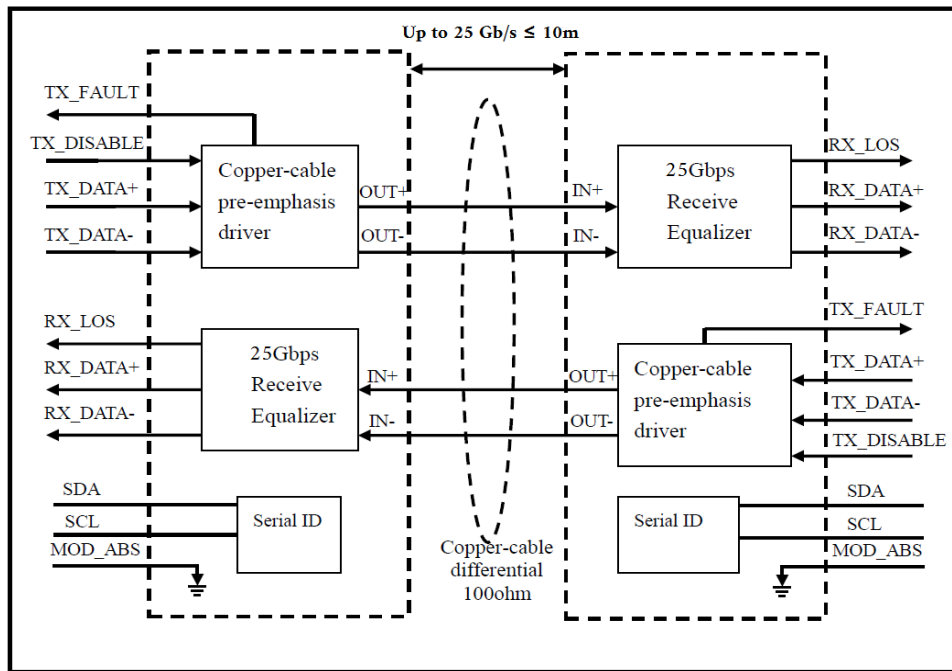 Up to 25 Gb/s ≤ 10m
TX_FAULT
TX_DISABLE
TX_DATA+
TX_DATA-
Copper-cable
pre-emphasis
driver
OUT+
OUT-
IN+
IN-
25Gbps
Receive
Equalizer
RX_LOS
RX_DATA+
RX_DATA-
RX_LOS
RX_DATA+
RX_DATA-
25Gbps
Receive
Equalizer
IN+
IN-
OUT+
OUT-
Copper-cable
pre-emphasis
driver
TX_FAULT
TX_DATA+
TX_DATA-
TX_DISABLE
SDA
SCL
MOD_ABS
Serial ID
Copper-cable
differential
100ohm
Serial ID
SDA
SCL
MOD_ABS